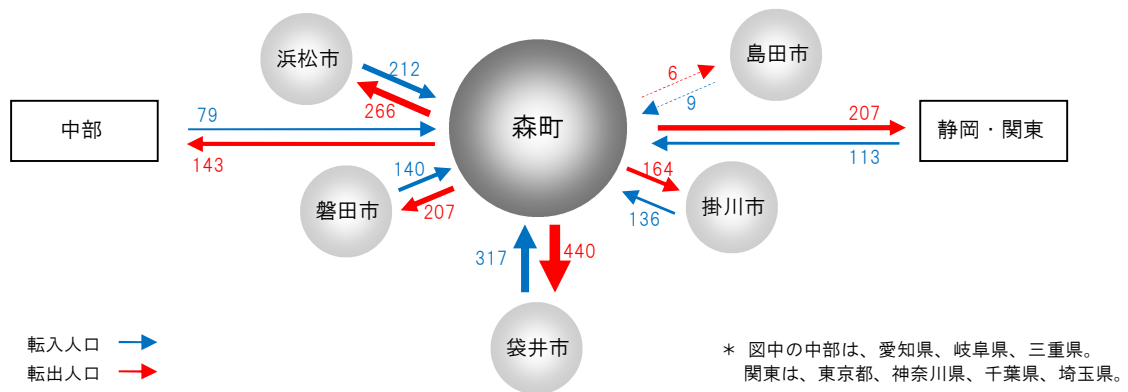 浜松市
島田市
212
6
266
9
79
207
中部
森町
静岡・関東
143
113
140
164
磐田市
207
136
掛川市
317
440
袋井市
転入人口
転出人口
* 図中の中部は、愛知県、岐阜県、三重県。
関東は、東京都、神奈川県、千葉県、埼玉県。